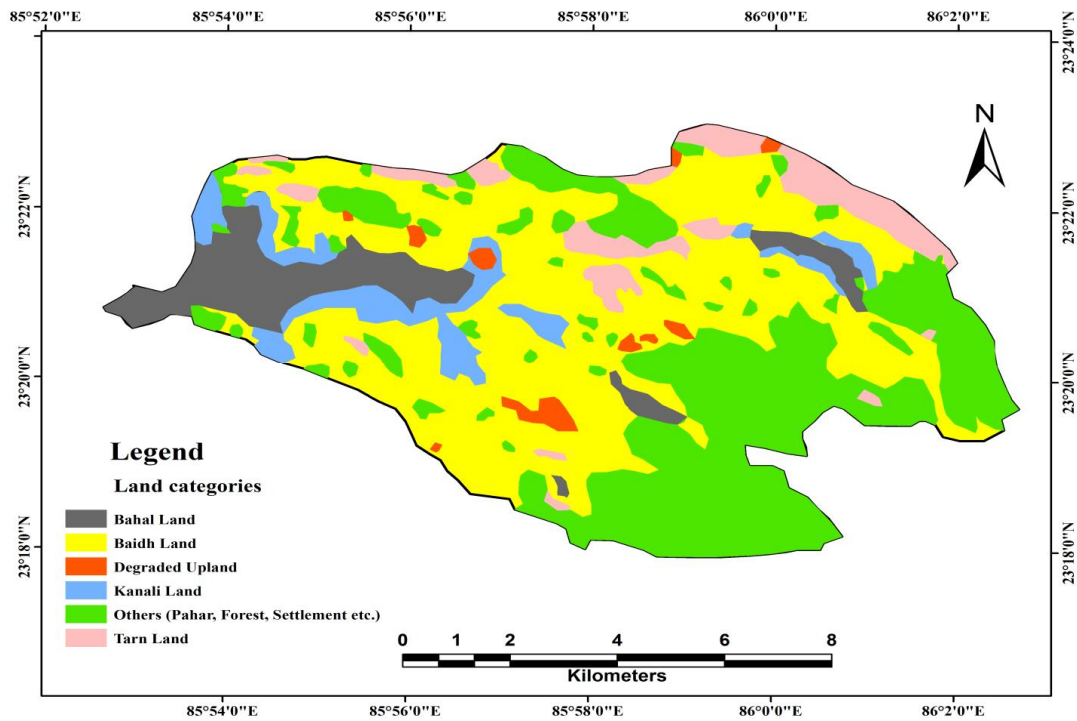 85°52'0"E 85°54'0"E 85°56'0"E 85°58'0"E 86°0'0"E 86°2'0"E
23°24'0"N
23°22'0"N 23°22'0"N
23°20'0"N 23°20'0"N
23°18'0"N 23°18'0"N
N
Legend
Land categories
Bahal Land
Baidh Land
Degraded Upland
Kanali Land
Others (Pahar, Forest, Settlement etc.)
Tarn Land
0 1 2 4 6 8
Kilometers
85°54'0"E 85°56'0"E 85°58'0"E 86°0'0"E 86°2'0"E